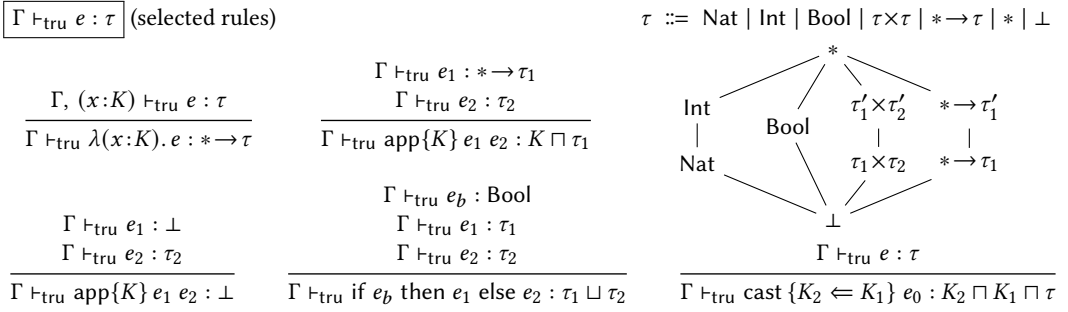 Γ ⊢tru e : τ (selected rules)
τ ::= Nat | Int | Bool | τ×τ | ∗→τ | ∗ | ⊥
Γ, (x:K) ⊢tru e : τ
Γ ⊢tru λ(x:K). e : ∗→τ
Γ ⊢tru e₁ : ∗→τ₁
Γ ⊢tru e₂ : τ₂
Γ ⊢tru app{K} e₁ e₂ : K ⊓ τ₁
∗
Int Bool τ₁′×τ₂′ ∗→τ₁′
Nat τ₁×τ₂ ∗→τ₁
⊥
Γ ⊢tru e₁ : ⊥
Γ ⊢tru e₂ : τ₂
Γ ⊢tru app{K} e₁ e₂ : ⊥
Γ ⊢tru e_b : Bool
Γ ⊢tru e₁ : τ₁
Γ ⊢tru e₂ : τ₂
Γ ⊢tru if e_b then e₁ else e₂ : τ₁ ⊔ τ₂
Γ ⊢tru e : τ
Γ ⊢tru cast {K₂ ⇐ K₁} e₀ : K₂ ⊓ K₁ ⊓ τ